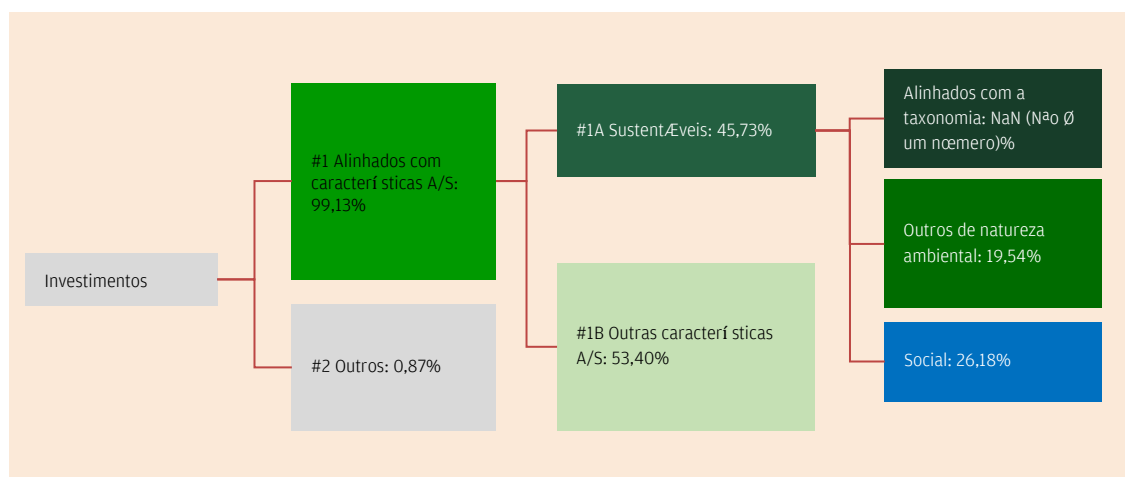 Investimentos
#1 Alinhados com
caracterí sticas A/S:
99,13%
#2 Outros: 0,87%
#1A SustentÆveis: 45,73%
#1B Outras caracterí sticas
A/S: 53,40%
Alinhados com a
taxonomia: NaN (Nªo Ø
um nœmero)%
Outros de natureza
ambiental: 19,54%
Social: 26,18%